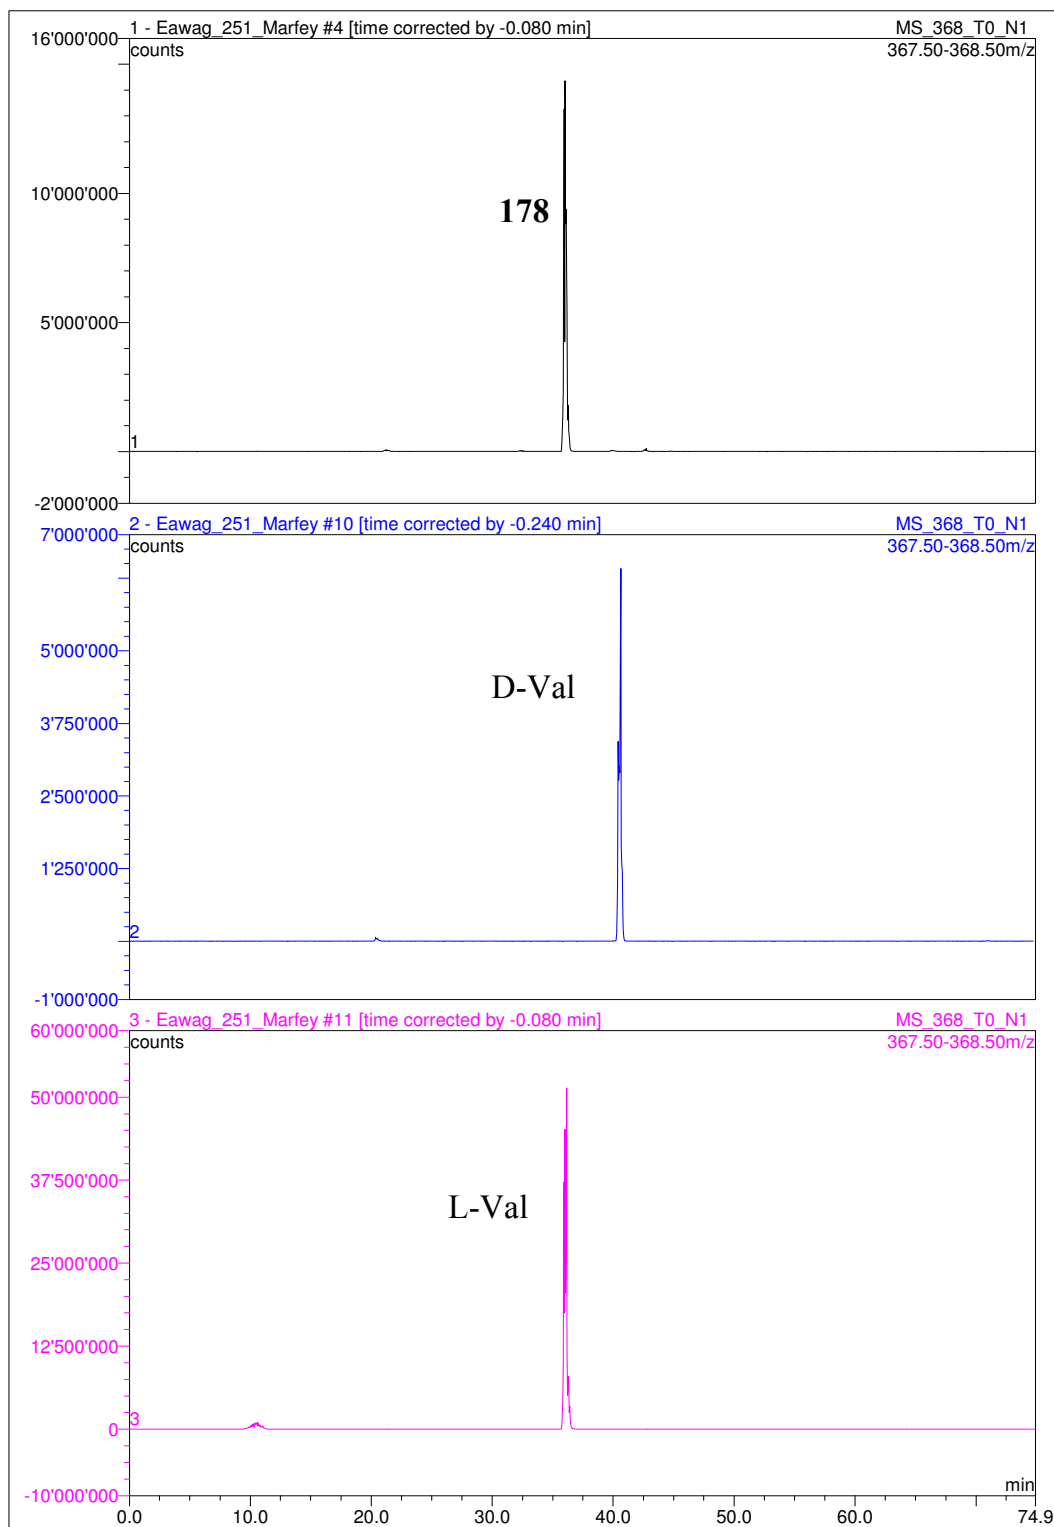 1 - Eawag_251_Marfey #4 [time corrected by -0.080 min] MS_368_T0_N1
16'000'000
counts 367.50-368.50m/z
10'000'000
178
5'000'000
1
-2'000'000
2 - Eawag_251_Marfey #10 [time corrected by -0.240 min] MS_368_T0_N1
7'000'000
counts 367.50-368.50m/z
5'000'000
D-Val
3'750'000
2'500'000
1'250'000
2
-1'000'000
3 - Eawag_251_Marfey #11 [time corrected by -0.080 min] MS_368_T0_N1
60'000'000
counts 367.50-368.50m/z
50'000'000
37'500'000
L-Val
25'000'000
12'500'000
3
0
min
-10'000'000
0.0 10.0 20.0 30.0 40.0 50.0 60.0 74.9